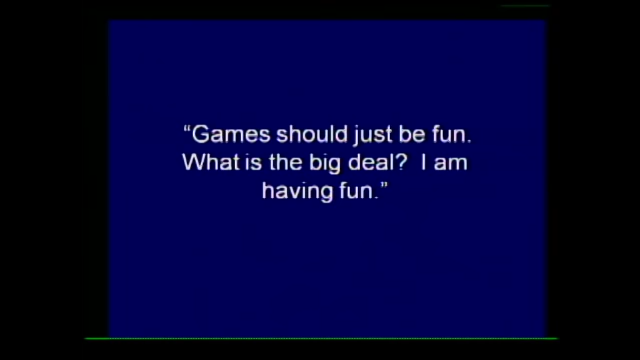 “Games should just be fun.
What is the big deal?  I am
having fun.”